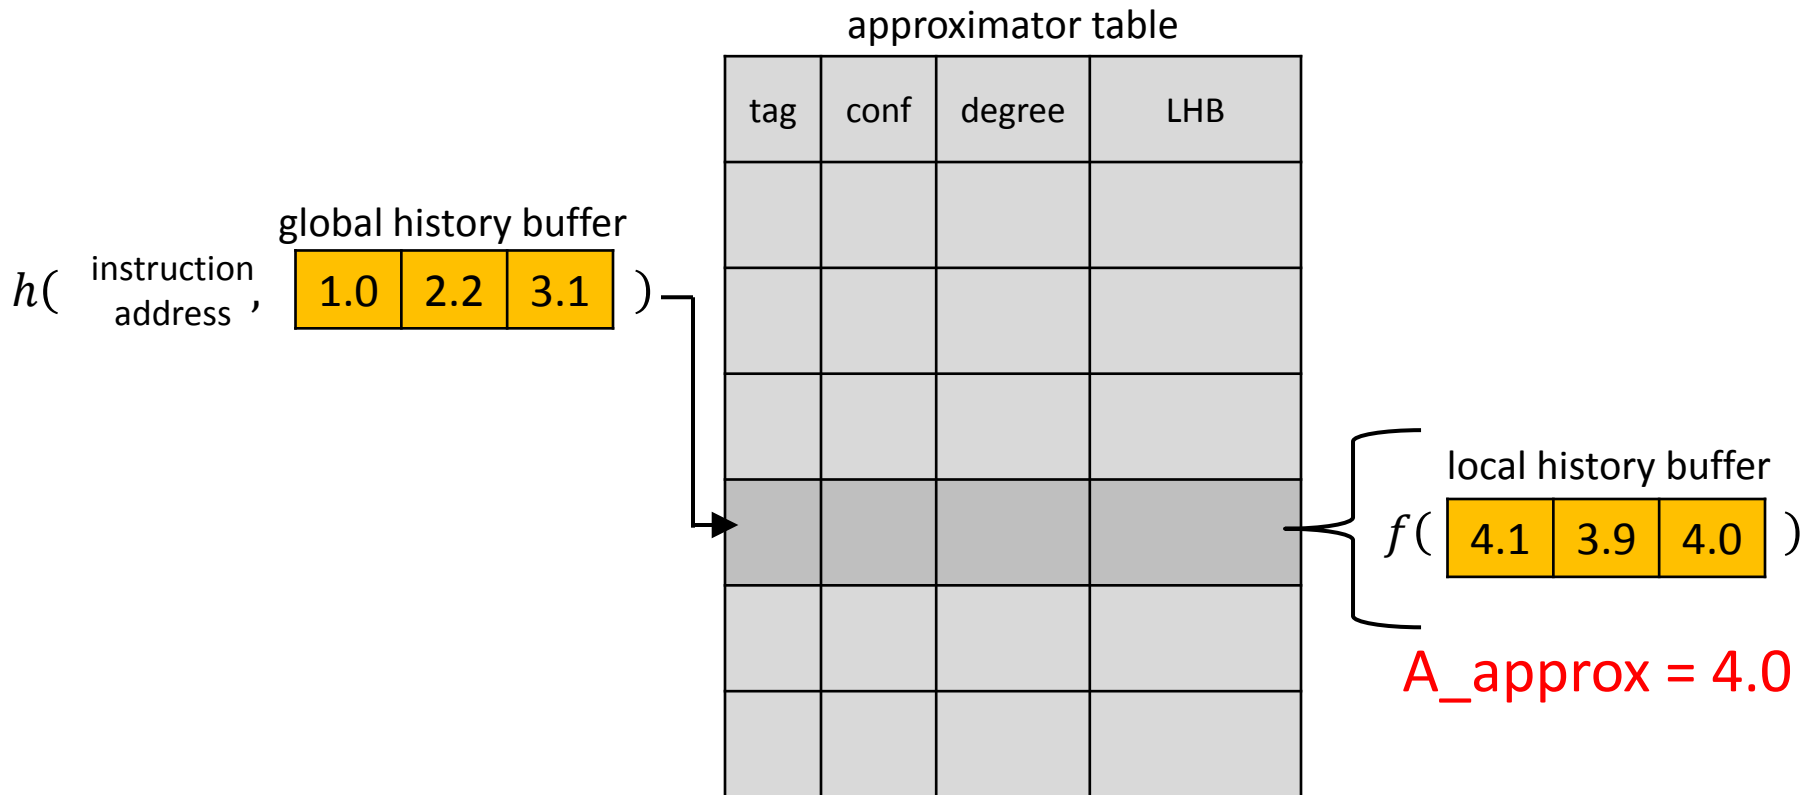 approximator table
tag conf degree LHB
global history buffer
h( instruction address, 1.0 2.2 3.1 )
local history buffer
f( 4.1 3.9 4.0 )
A_approx = 4.0